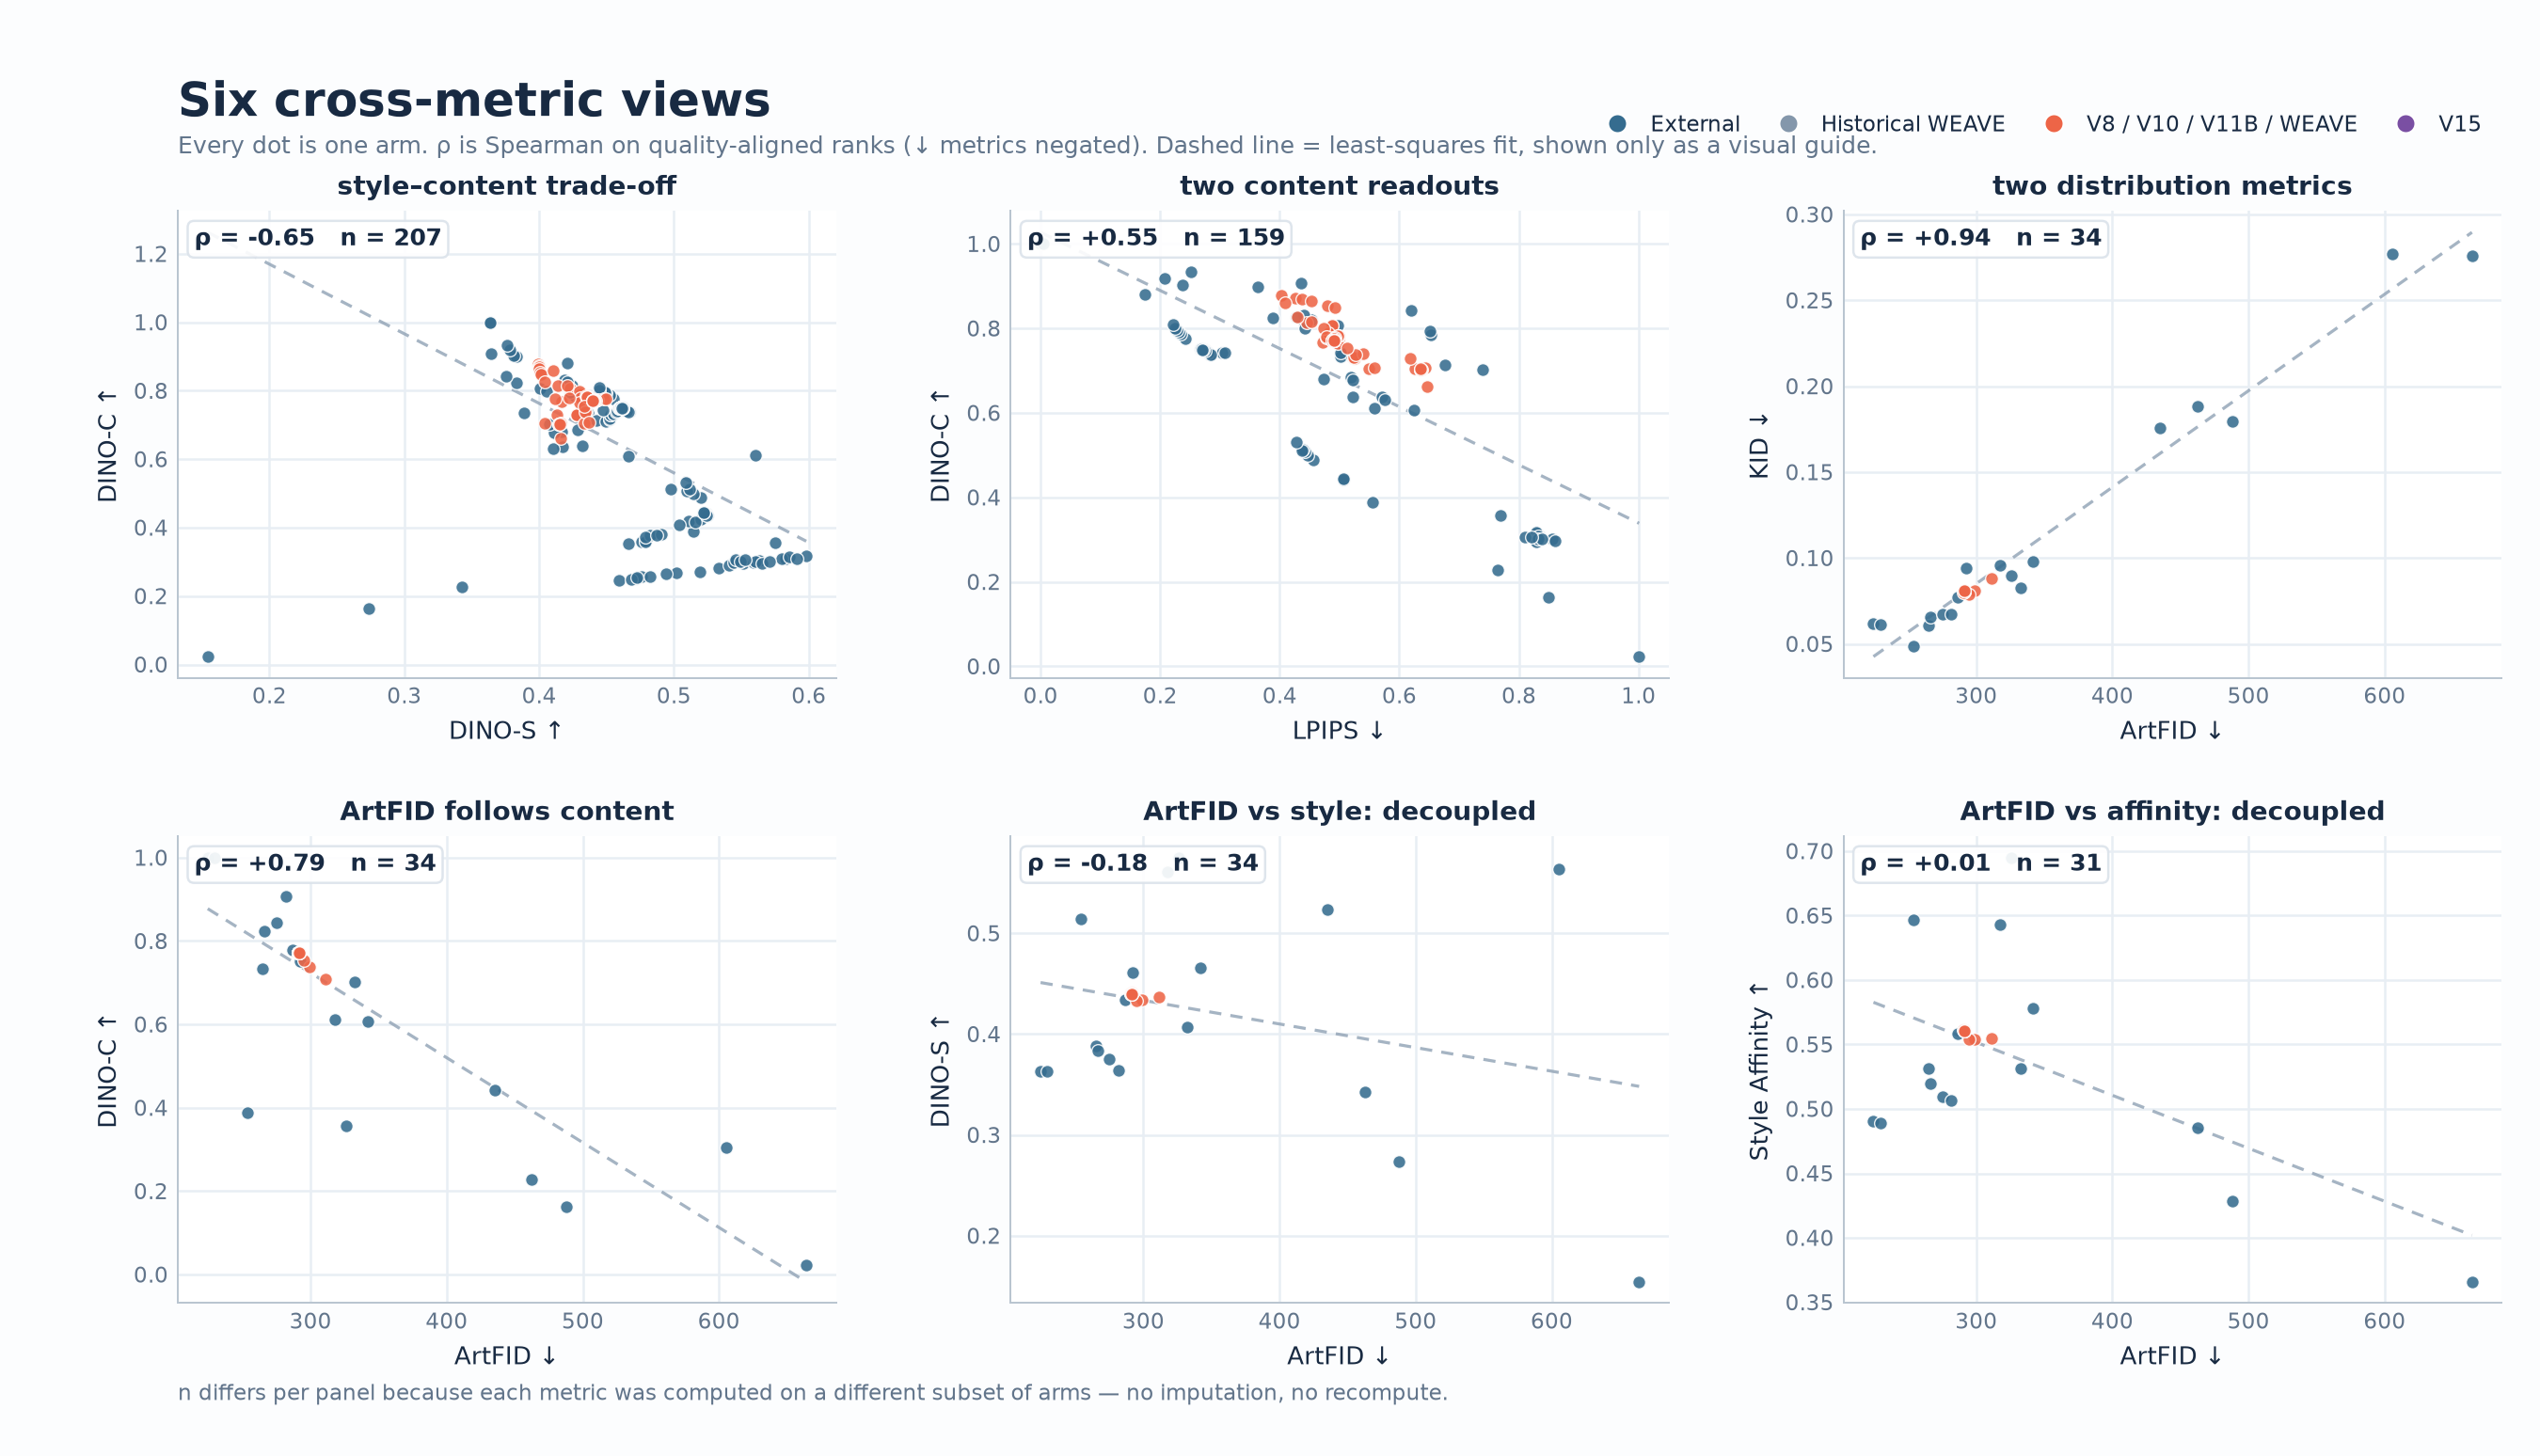 Six cross-metric views
External
Historical WEAVE
V8 / V10 / V11B / WEAVE
V15
Every dot is one arm. ρ is Spearman on quality-aligned ranks (↓ metrics negated). Dashed line = least-squares fit, shown only as a visual guide.
style–content trade-off
ρ = -0.65 n = 207
1.2
1.0
0.8
0.6
0.4
0.2
0.0
DINO-C ↑
0.2 0.3 0.4 0.5 0.6
DINO-S ↑
two content readouts
ρ = +0.55 n = 159
1.0
0.8
0.6
0.4
0.2
0.0
DINO-C ↑
0.0 0.2 0.4 0.6 0.8 1.0
LPIPS ↓
two distribution metrics
ρ = +0.94 n = 34
0.30
0.25
0.20
0.15
0.10
0.05
KID ↓
300 400 500 600
ArtFID ↓
ArtFID follows content
ρ = +0.79 n = 34
1.0
0.8
0.6
0.4
0.2
0.0
DINO-C ↑
300 400 500 600
ArtFID ↓
ArtFID vs style: decoupled
ρ = -0.18 n = 34
0.5
0.4
0.3
0.2
DINO-S ↑
300 400 500 600
ArtFID ↓
ArtFID vs affinity: decoupled
ρ = +0.01 n = 31
0.70
0.65
0.60
0.55
0.50
0.45
0.40
0.35
Style Affinity ↑
300 400 500 600
ArtFID ↓
n differs per panel because each metric was computed on a different subset of arms — no imputation, no recompute.